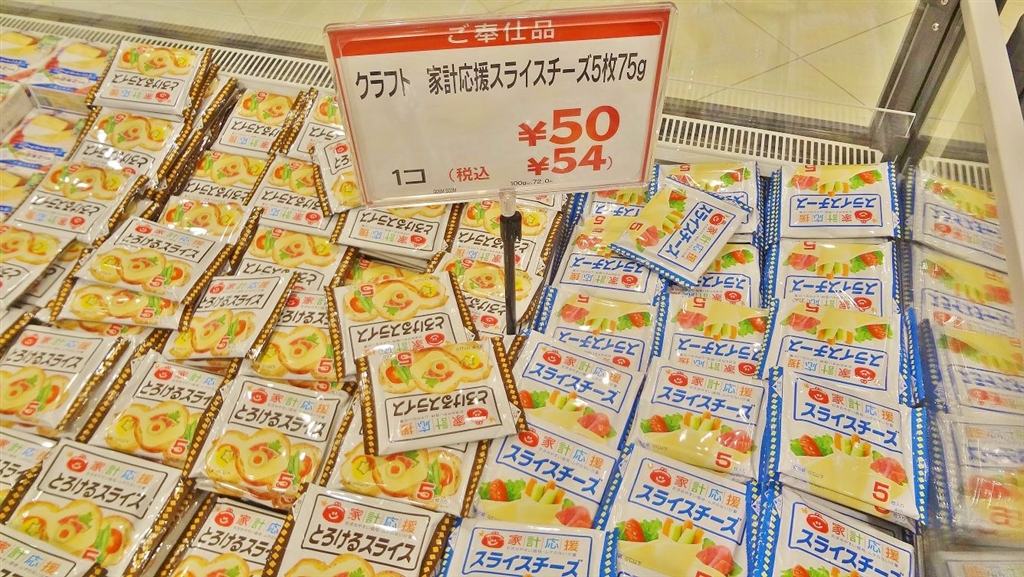 ご奉仕品
クラフト 家計応援スライスチーズ5枚75g
¥50
1コ (税込 ¥54)
家計応援
とろけるスライス
5
家計応援
スライスチーズ
5